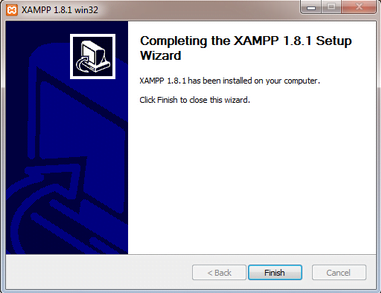 XAMPP 1.8.1 win32
Completing the XAMPP 1.8.1 Setup
Wizard
XAMPP 1.8.1 has been installed on your computer.
Click Finish to close this wizard.
< Back
Finish
Cancel